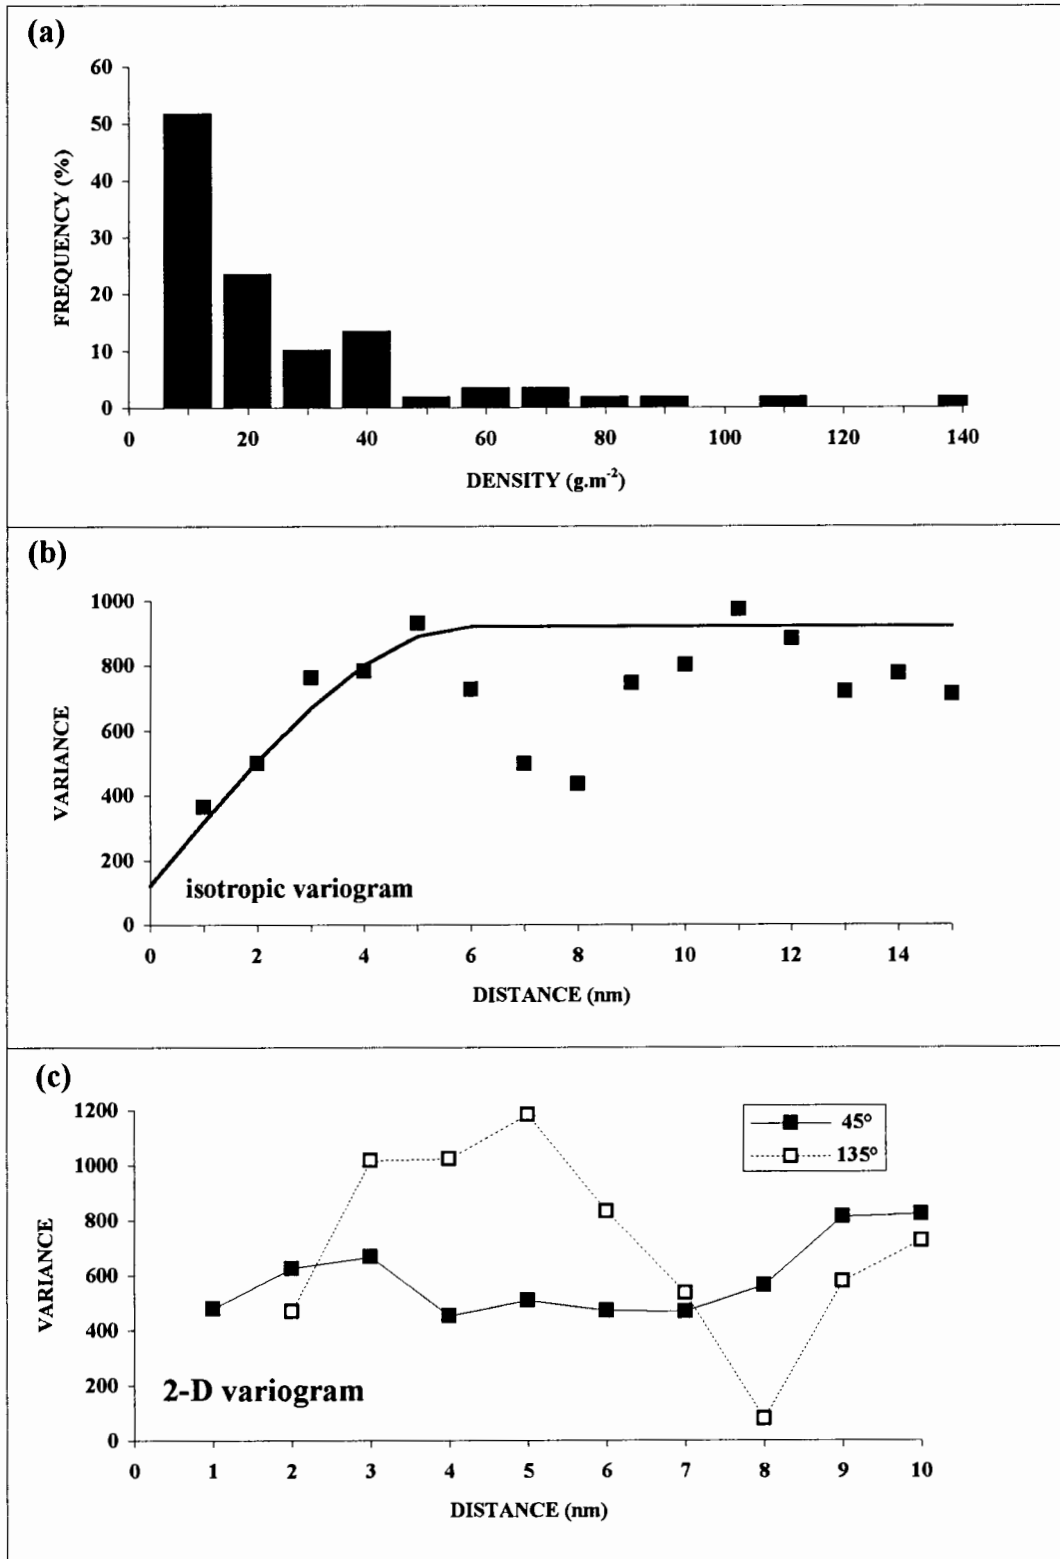 (a)
60
50
40
30
20
10
0
FREQUENCY (%)
0 20 40 60 80 100 120 140
DENSITY (g.m-2)
(b)
1000
800
600
400
200
0
VARIANCE
isotropic variogram
0 2 4 6 8 10 12 14
DISTANCE (nm)
(c)
1200
1000
800
600
400
200
0
VARIANCE
45°
135°
2-D variogram
0 1 2 3 4 5 6 7 8 9 10
DISTANCE (nm)